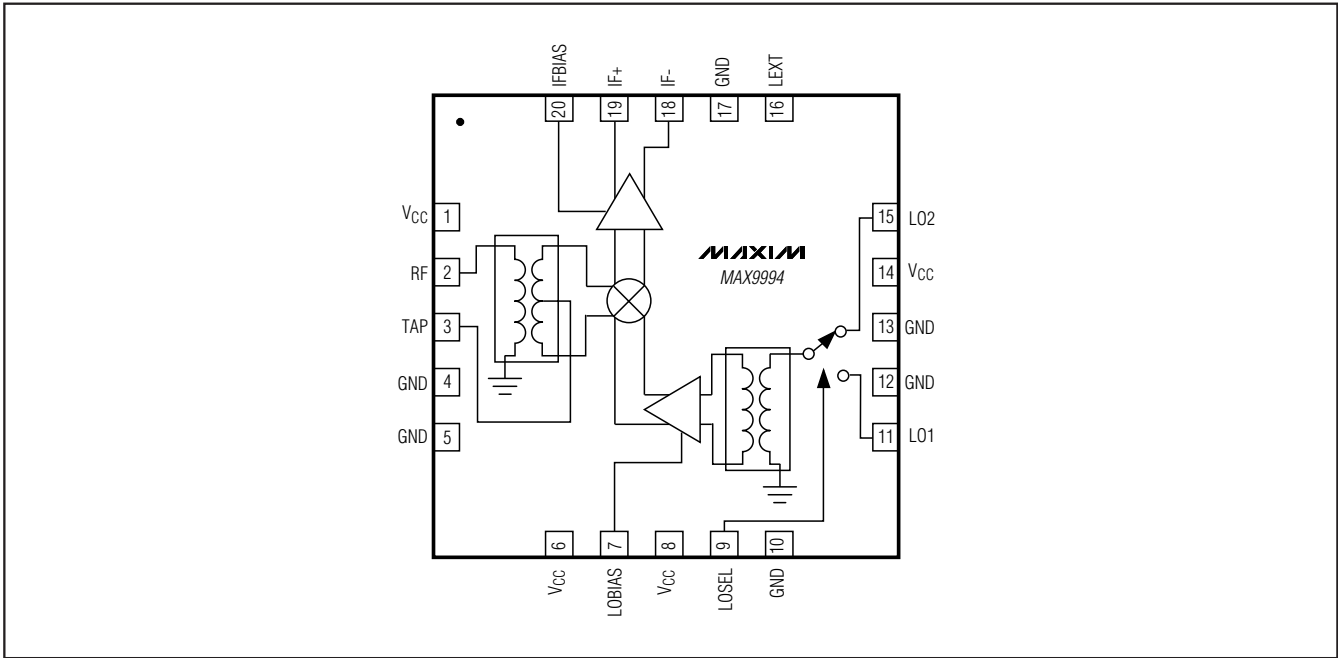 IFBIAS
IF+
IF-
GND
LEXT
20
19
18
17
16
VCC 1
RF 2
TAP 3
GND 4
GND 5
MAXIM
MAX9994
15 LO2
14 VCC
13 GND
12 GND
11 LO1
6
7
8
9
10
VCC
LOBIAS
VCC
LOSEL
GND